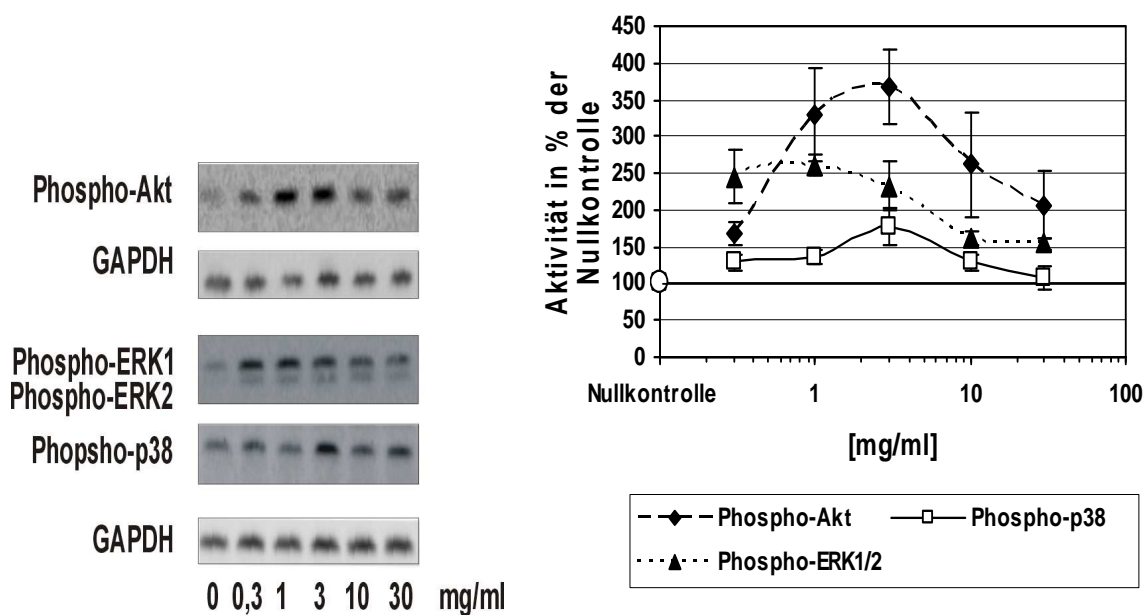 Phospho-Akt
GAPDH
Phospho-ERK1
Phospho-ERK2
Phopsho-p38
GAPDH
0 0,3 1 3 10 30 mg/ml
Aktivität in % der
Nullkontrolle
450
400
350
300
250
200
150
100
50
0
Nullkontrolle 1 10 100
[mg/ml]
Phospho-Akt Phospho-p38
Phospho-ERK1/2